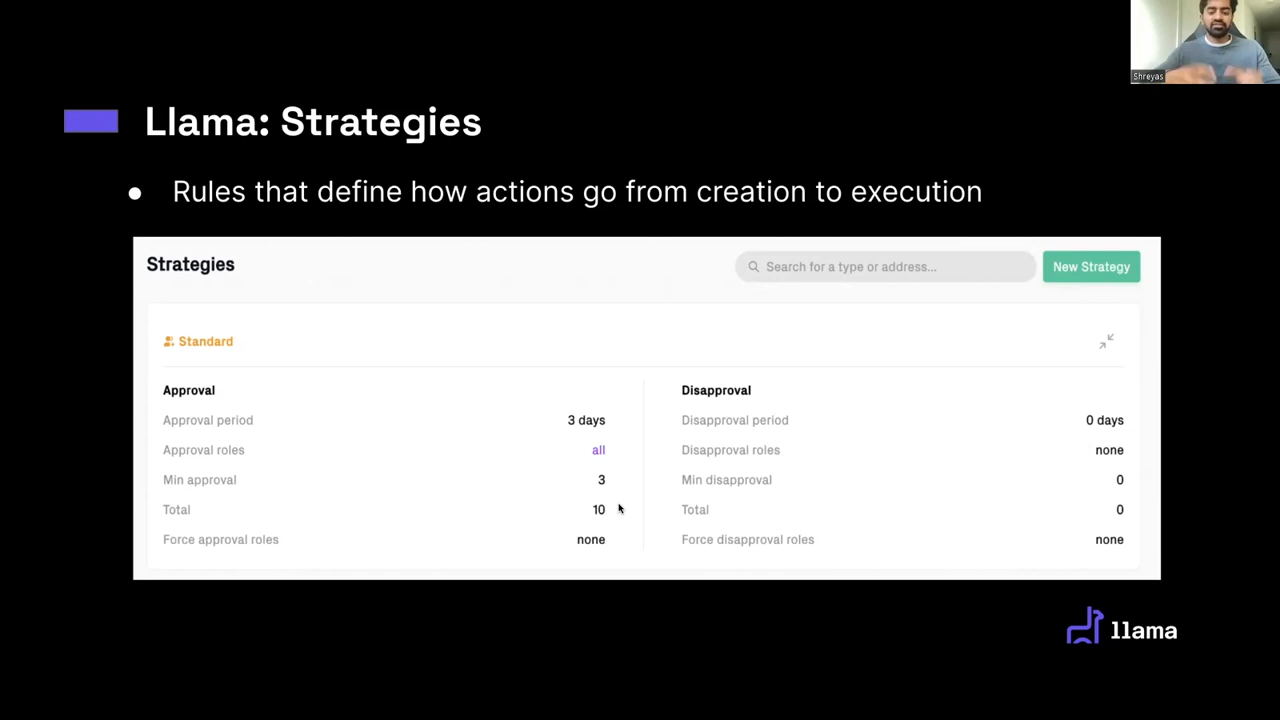 Shreyas
Llama: Strategies
● Rules that define how actions go from creation to execution
Strategies
Search for a type or address...
New Strategy
Standard
Approval
Approval period 3 days
Approval roles all
Min approval 3
Total 10
Force approval roles none
Disapproval
Disapproval period 0 days
Disapproval roles none
Min disapproval 0
Total 0
Force disapproval roles none
llama